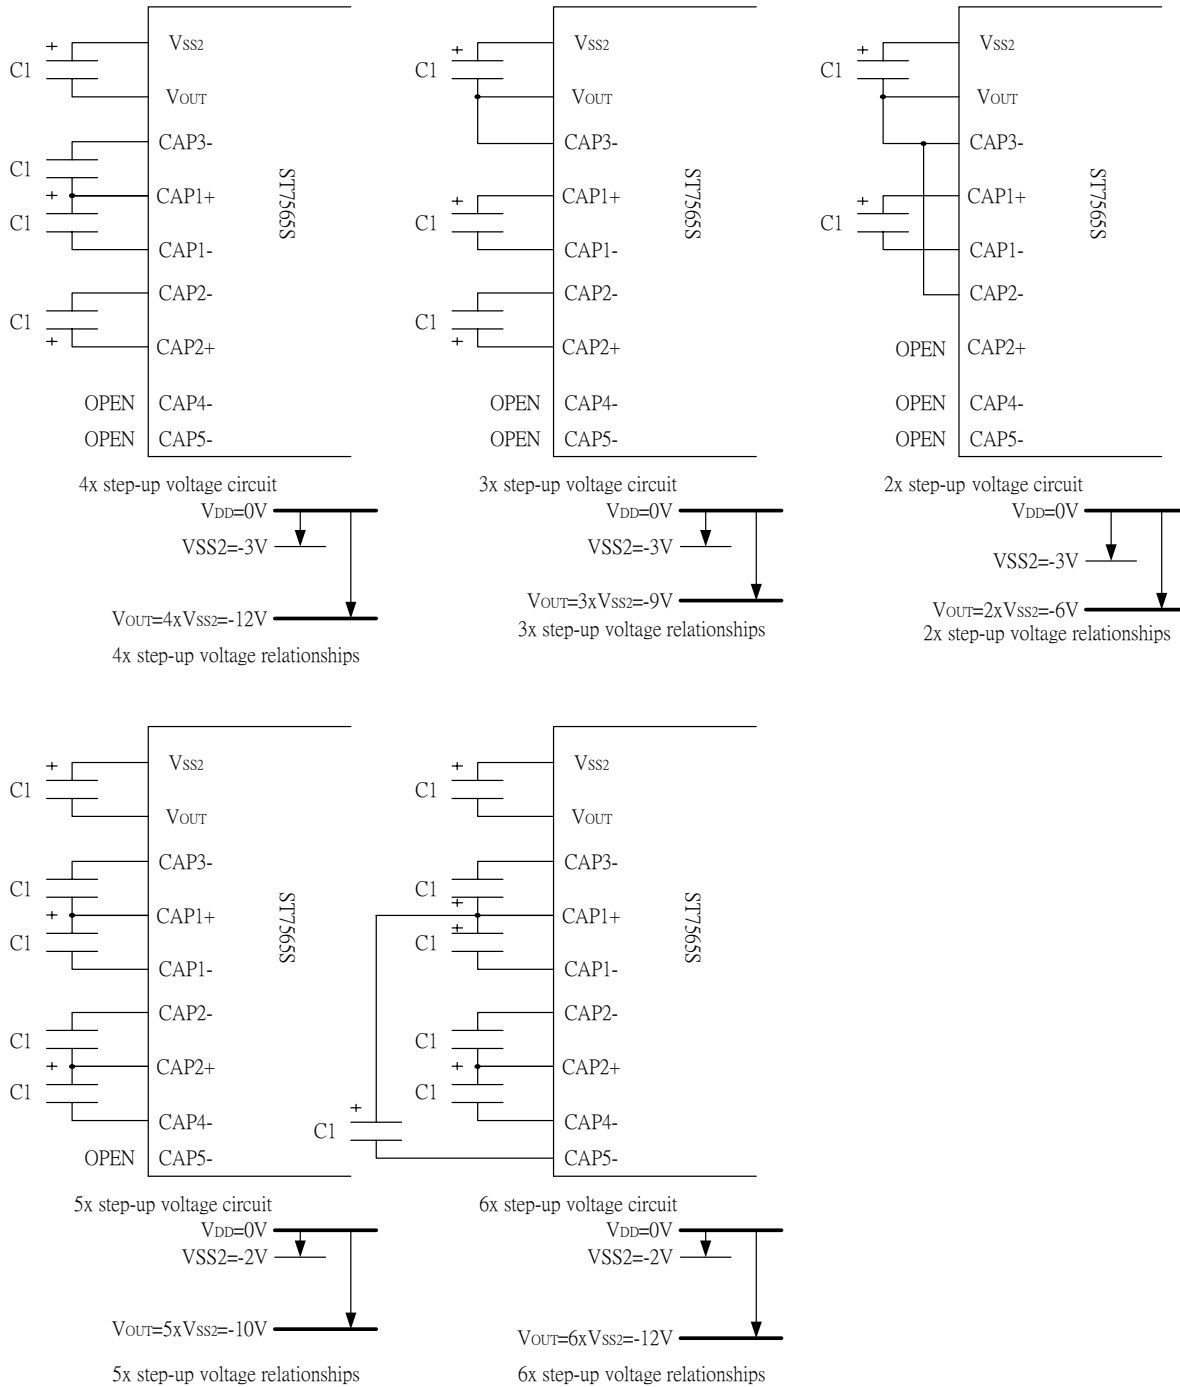 VSS2
C1
VOUT
CAP3-
C1
CAP1+
C1
CAP1-
CAP2-
C1
CAP2+
OPEN CAP4-
OPEN CAP5-
ST7565S
4x step-up voltage circuit
VDD=0V
VSS2=-3V
VOUT=4xVSS2=-12V
4x step-up voltage relationships
VSS2
C1
VOUT
CAP3-
CAP1+
C1
CAP1-
CAP2-
C1
CAP2+
OPEN CAP4-
OPEN CAP5-
ST7565S
3x step-up voltage circuit
VDD=0V
VSS2=-3V
VOUT=3xVSS2=-9V
3x step-up voltage relationships
VSS2
C1
VOUT
CAP3-
CAP1+
C1
CAP1-
CAP2-
OPEN CAP2+
OPEN CAP4-
OPEN CAP5-
ST7565S
2x step-up voltage circuit
VDD=0V
VSS2=-3V
VOUT=2xVSS2=-6V
2x step-up voltage relationships
VSS2
C1
VOUT
CAP3-
C1
CAP1+
C1
CAP1-
CAP2-
C1
CAP2+
C1
CAP4-
OPEN CAP5-
ST7565S
5x step-up voltage circuit
VDD=0V
VSS2=-2V
VOUT=5xVSS2=-10V
5x step-up voltage relationships
VSS2
C1
VOUT
CAP3-
C1
CAP1+
C1
CAP1-
CAP2-
C1
CAP2+
C1
CAP4-
C1
CAP5-
ST7565S
6x step-up voltage circuit
VDD=0V
VSS2=-2V
VOUT=6xVSS2=-12V
6x step-up voltage relationships